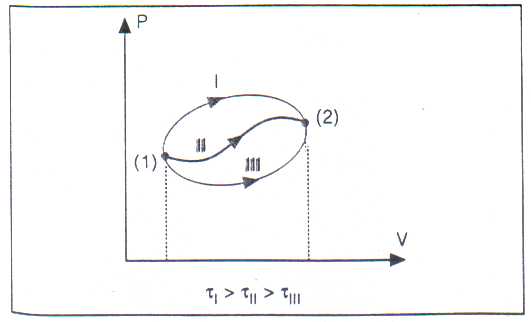 P
I
(2)
II
(1)
III
V
τI > τII > τIII